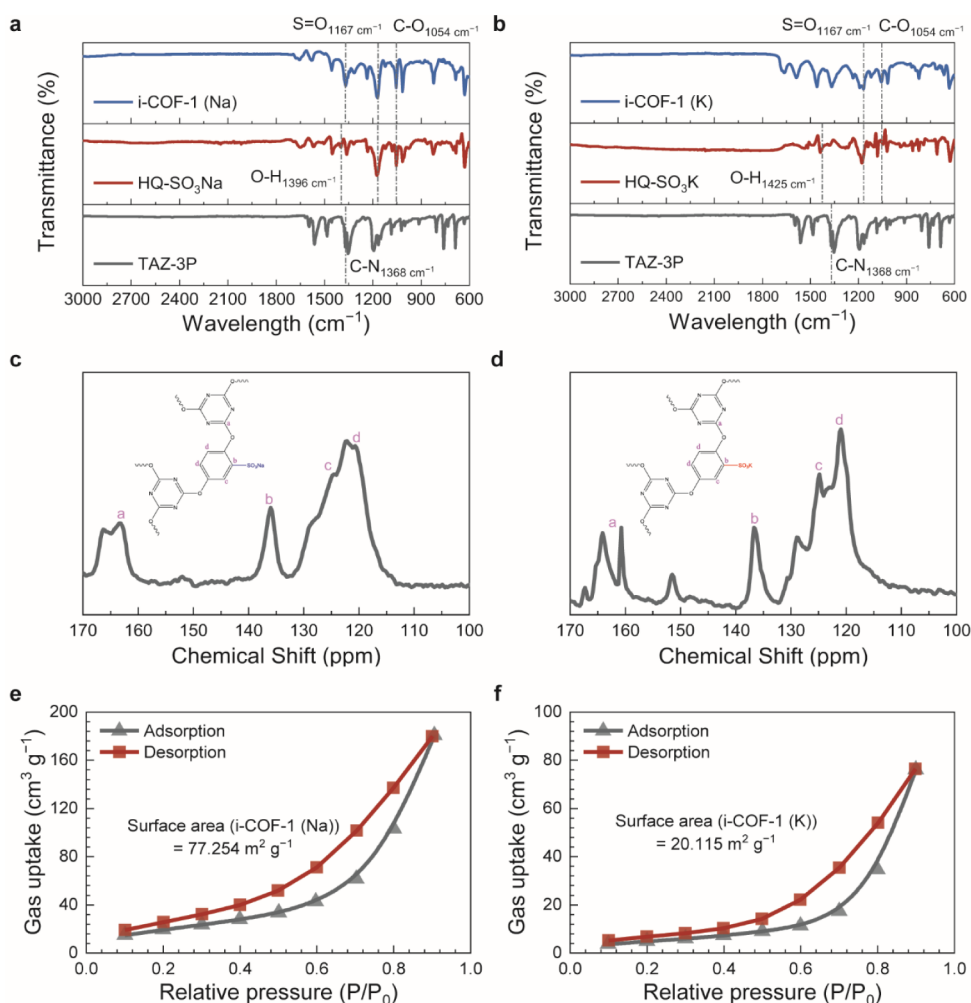 a
S=O1167 cm−1 C-O1054 cm−1
Transmittance (%)
i-COF-1 (Na)
HQ-SO3Na
O-H1396 cm−1
TAZ-3P
C-N1368 cm−1
3000 2700 2400 2100 1800 1500 1200 900 600
Wavelength (cm−1)
b
S=O1167 cm−1 C-O1054 cm−1
Transmittance (%)
i-COF-1 (K)
HQ-SO3K
O-H1425 cm−1
TAZ-3P
C-N1368 cm−1
3000 2700 2400 2100 1800 1500 1200 900 600
Wavelength (cm−1)
c
a
b
c
d
SO3Na
170 160 150 140 130 120 110 100
Chemical Shift (ppm)
d
a
b
c
d
SO3K
170 160 150 140 130 120 110 100
Chemical Shift (ppm)
e
Gas uptake (cm3 g−1)
200
160
120
80
40
0
Adsorption
Desorption
Surface area (i-COF-1 (Na))
= 77.254 m2 g−1
0.0 0.2 0.4 0.6 0.8 1.0
Relative pressure (P/P0)
f
Gas uptake (cm3 g−1)
100
80
60
40
20
0
Adsorption
Desorption
Surface area (i-COF-1 (K))
= 20.115 m2 g−1
0.0 0.2 0.4 0.6 0.8 1.0
Relative pressure (P/P0)